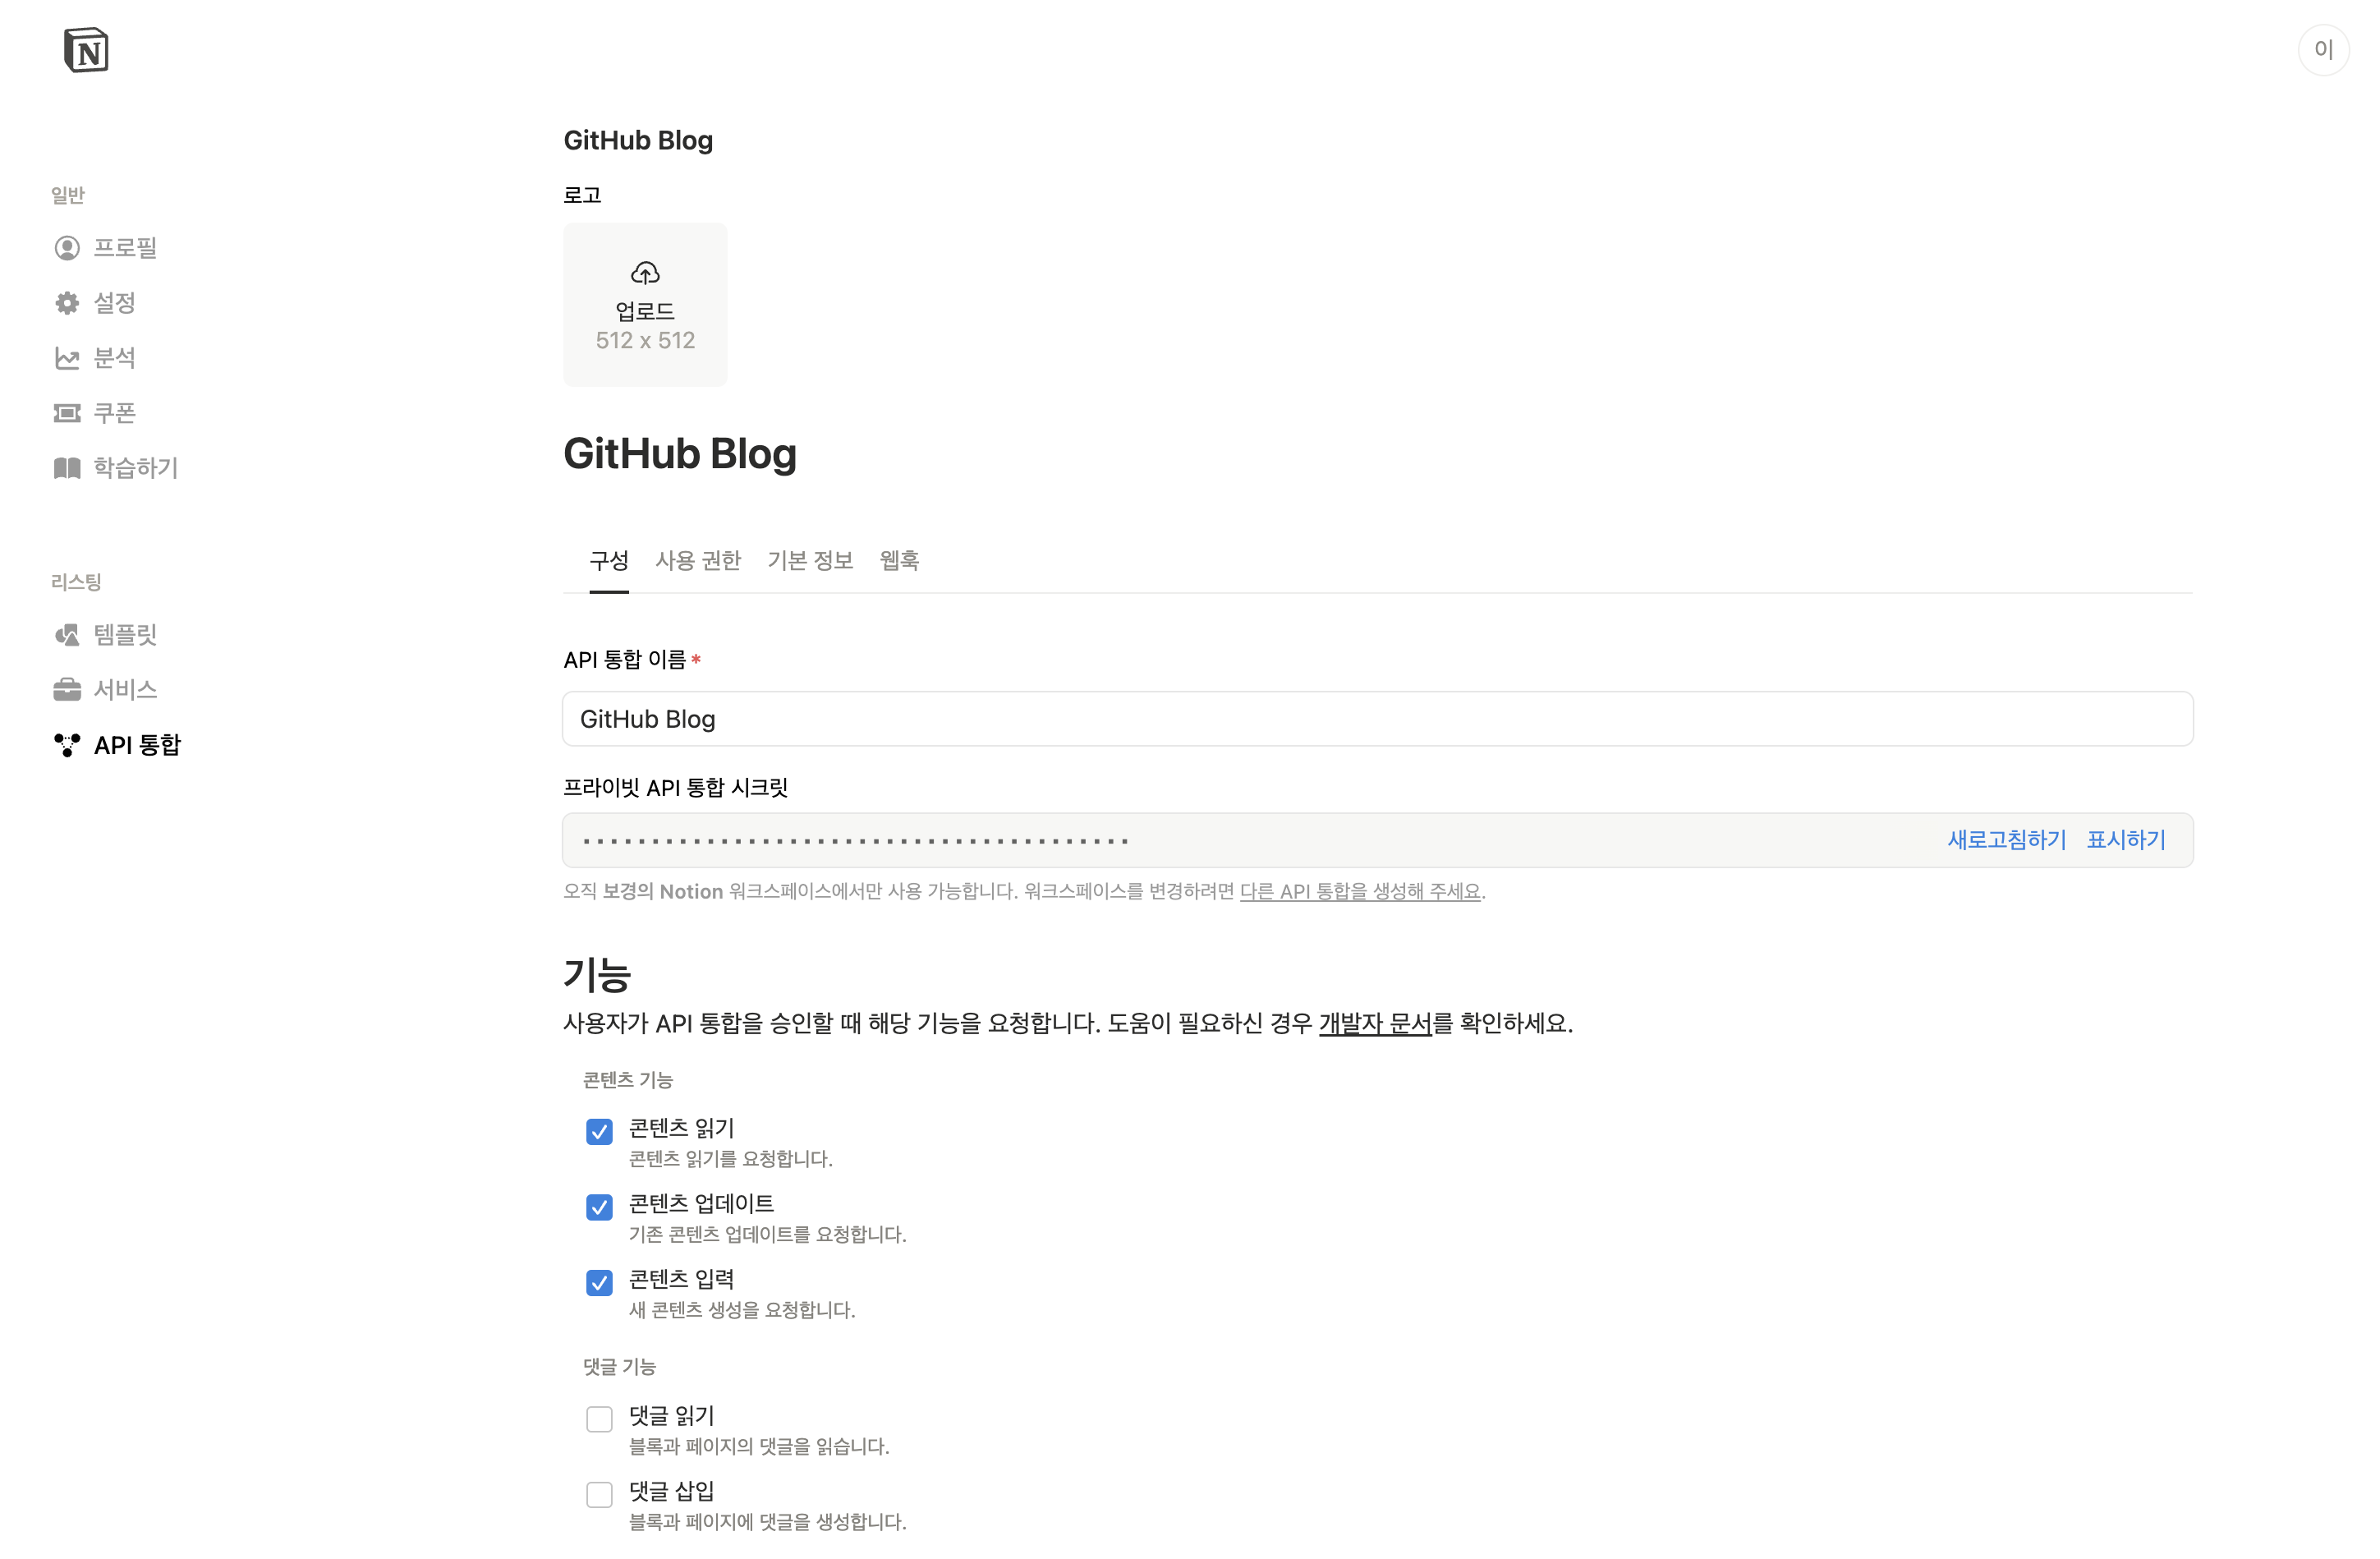 N
이
일반
프로필
설정
분석
쿠폰
학습하기
리스팅
템플릿
서비스
API 통합
GitHub Blog
로고
업로드
512 x 512
GitHub Blog
구성 사용 권한 기본 정보 웹훅
API 통합 이름*
GitHub Blog
프라이빗 API 통합 시크릿
새로고침하기 표시하기
오직 보경의 Notion 워크스페이스에서만 사용 가능합니다. 워크스페이스를 변경하려면 다른 API 통합을 생성해 주세요.
기능
사용자가 API 통합을 승인할 때 해당 기능을 요청합니다. 도움이 필요하신 경우 개발자 문서를 확인하세요.
콘텐츠 기능
콘텐츠 읽기
콘텐츠 읽기를 요청합니다.
콘텐츠 업데이트
기존 콘텐츠 업데이트를 요청합니다.
콘텐츠 입력
새 콘텐츠 생성을 요청합니다.
댓글 기능
댓글 읽기
블록과 페이지의 댓글을 읽습니다.
댓글 삽입
블록과 페이지에 댓글을 생성합니다.